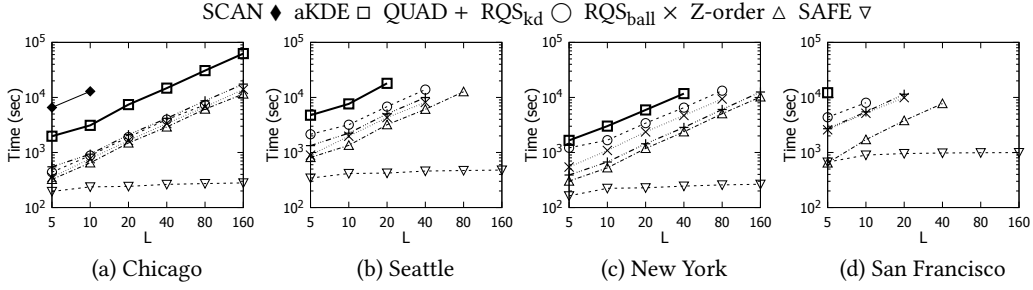 SCAN ◆ aKDE □ QUAD + RQS_kd ○ RQS_ball × Z-order △ SAFE ▽
Time (sec)
10^5
10^4
10^3
10^2
5 10 20 40 80 160
L
(a) Chicago
Time (sec)
10^5
10^4
10^3
10^2
5 10 20 40 80 160
L
(b) Seattle
Time (sec)
10^5
10^4
10^3
10^2
5 10 20 40 80 160
L
(c) New York
Time (sec)
10^5
10^4
10^3
10^2
5 10 20 40 80 160
L
(d) San Francisco